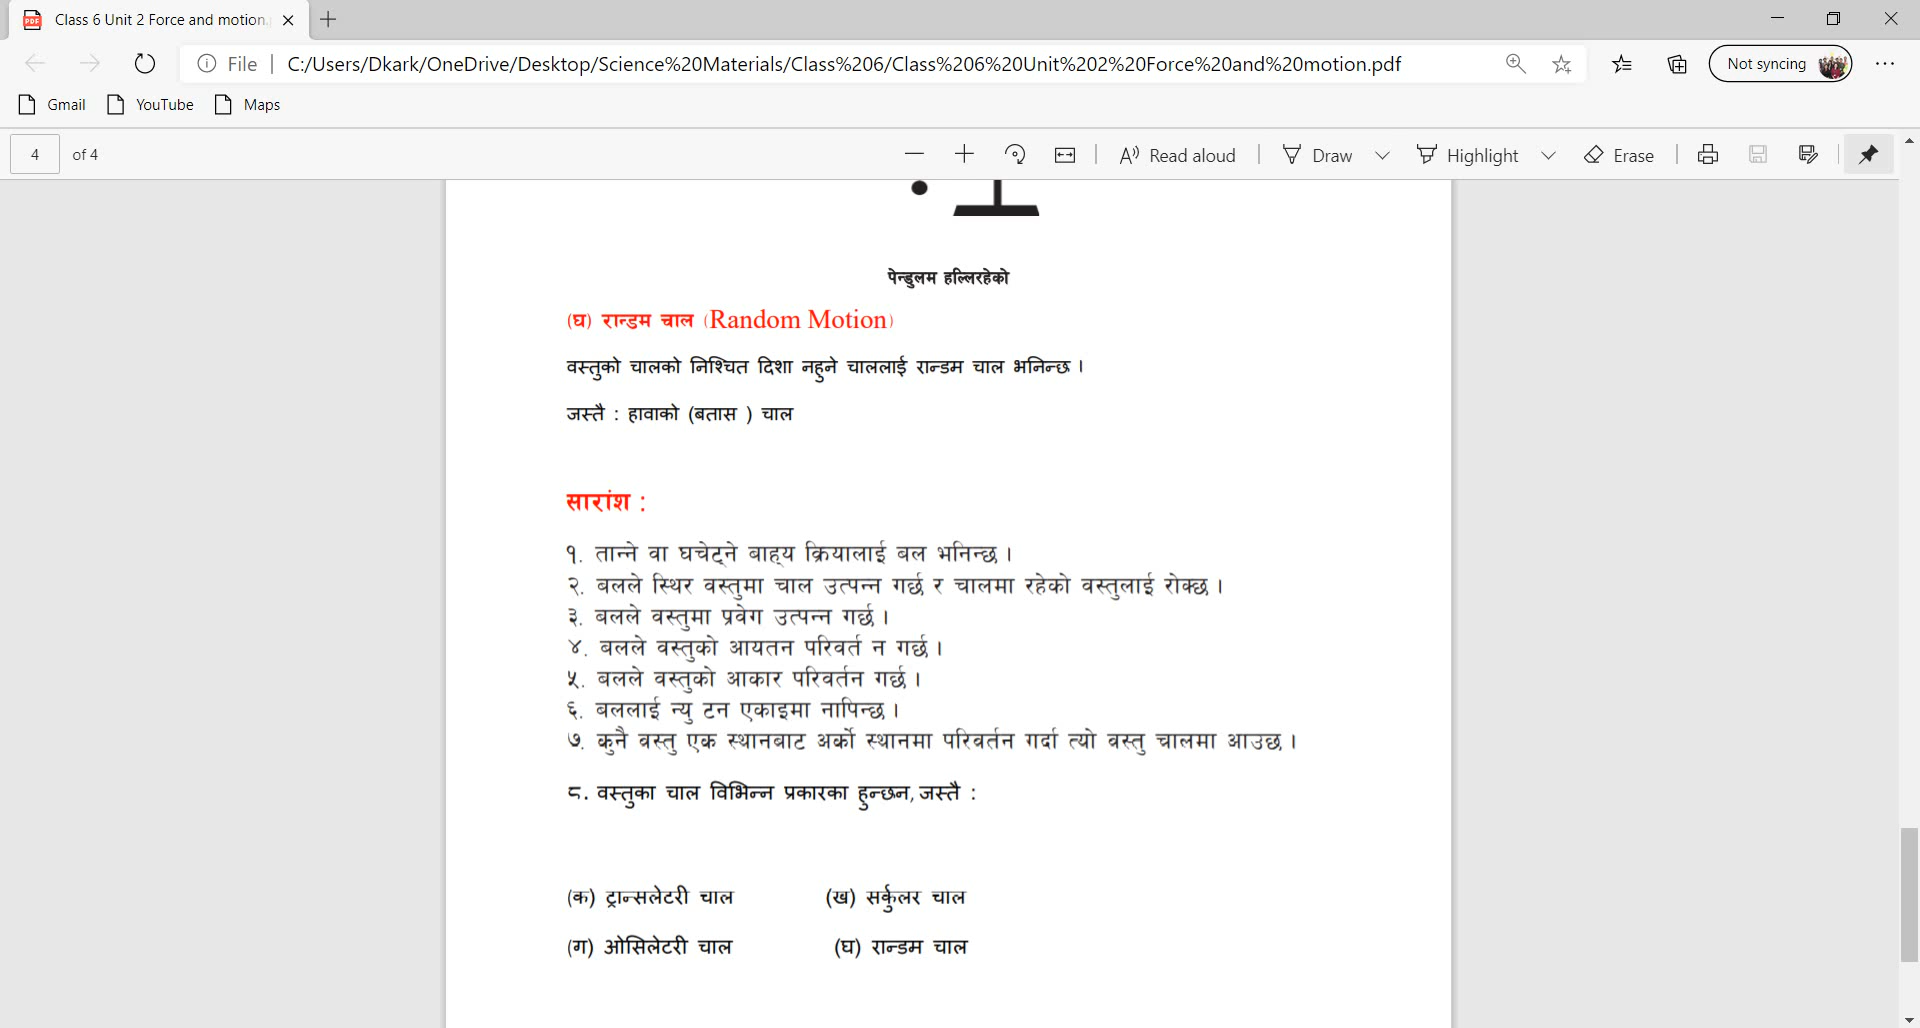 Class 6 Unit 2 Force and motion.
File | C:/Users/Dkark/OneDrive/Desktop/Science%20Materials/Class%206/Class%206%20Unit%202%20Force%20and%20motion.pdf
Not syncing
Gmail YouTube Maps
4 of 4
Read aloud Draw Highlight Erase
पेन्डुलम हल्लिरहेको
(घ) रान्डम चाल (Random Motion)
वस्तुको चालको निश्चित दिशा नहुने चाललाई रान्डम चाल भनिन्छ ।
जस्तै : हावाको (बतास ) चाल
सारांश :
१. तान्ने वा घचेट्ने बाह्य क्रियालाई बल भनिन्छ ।
२. बलले स्थिर वस्तुमा चाल उत्पन्न गर्छ र चालमा रहेको वस्तुलाई रोक्छ ।
३. बलले वस्तुमा प्रवेग उत्पन्न गर्छ ।
४. बलले वस्तुको आयतन परिवर्त न गर्छ ।
५. बलले वस्तुको आकार परिवर्तन गर्छ ।
६. बललाई न्यु टन एकाइमा नापिन्छ ।
७. कुनै वस्तु एक स्थानबाट अर्को स्थानमा परिवर्तन गर्दा त्यो वस्तु चालमा आउछ ।
८. वस्तुका चाल विभिन्न प्रकारका हुन्छन, जस्तै :
(क) ट्रान्सलेटरी चाल (ख) सर्कुलर चाल
(ग) ओसिलेटरी चाल (घ) रान्डम चाल